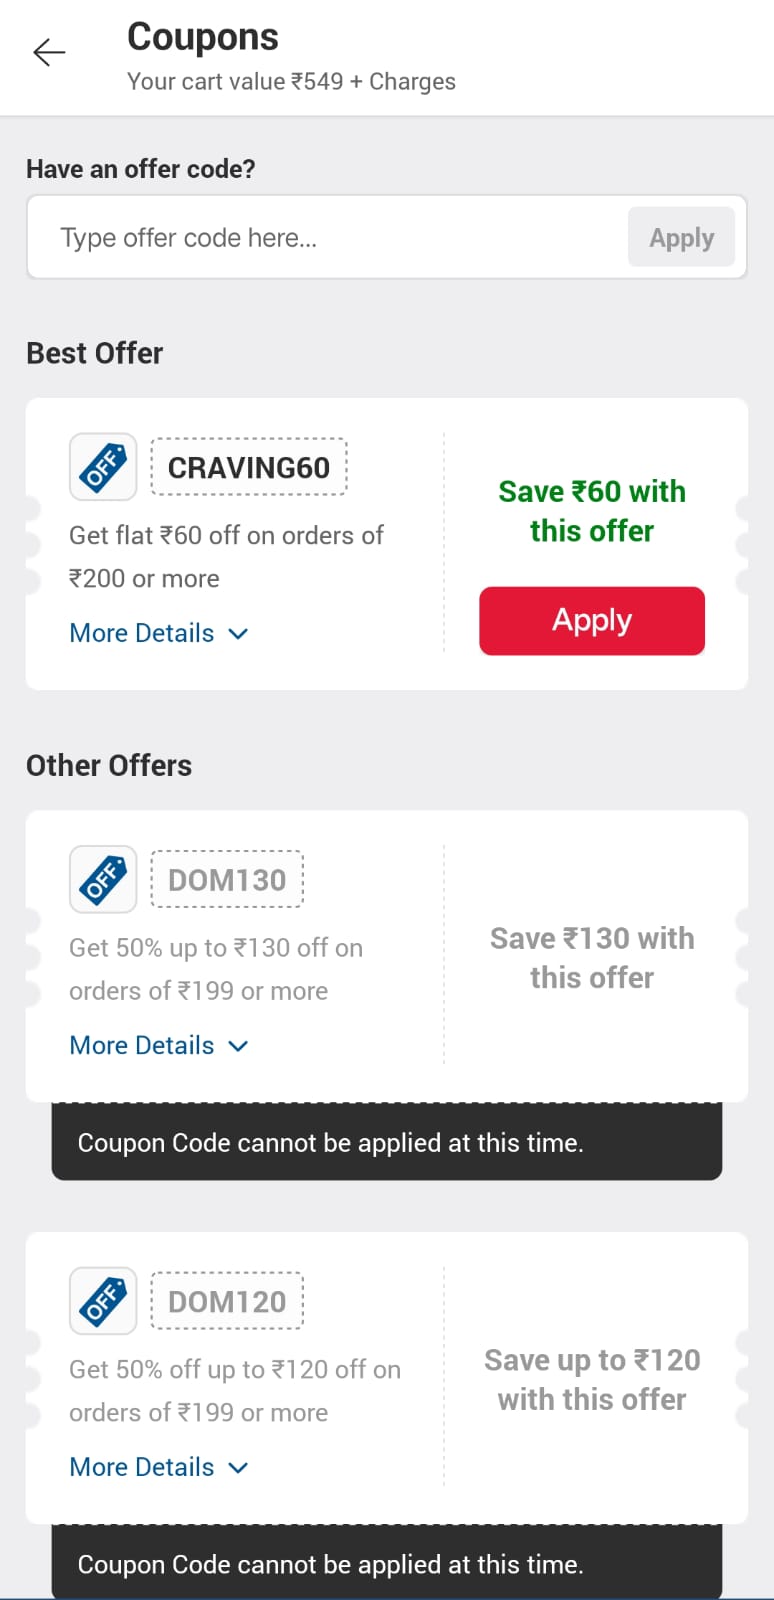 Coupons
Your cart value ₹549 + Charges
Have an offer code?
Type offer code here...
Apply
Best Offer
OFF
CRAVING60
Get flat ₹60 off on orders of
₹200 or more
More Details
Save ₹60 with
this offer
Apply
Other Offers
OFF
DOM130
Get 50% up to ₹130 off on
orders of ₹199 or more
More Details
Save ₹130 with
this offer
Coupon Code cannot be applied at this time.
OFF
DOM120
Get 50% off up to ₹120 off on
orders of ₹199 or more
More Details
Save up to ₹120
with this offer
Coupon Code cannot be applied at this time.